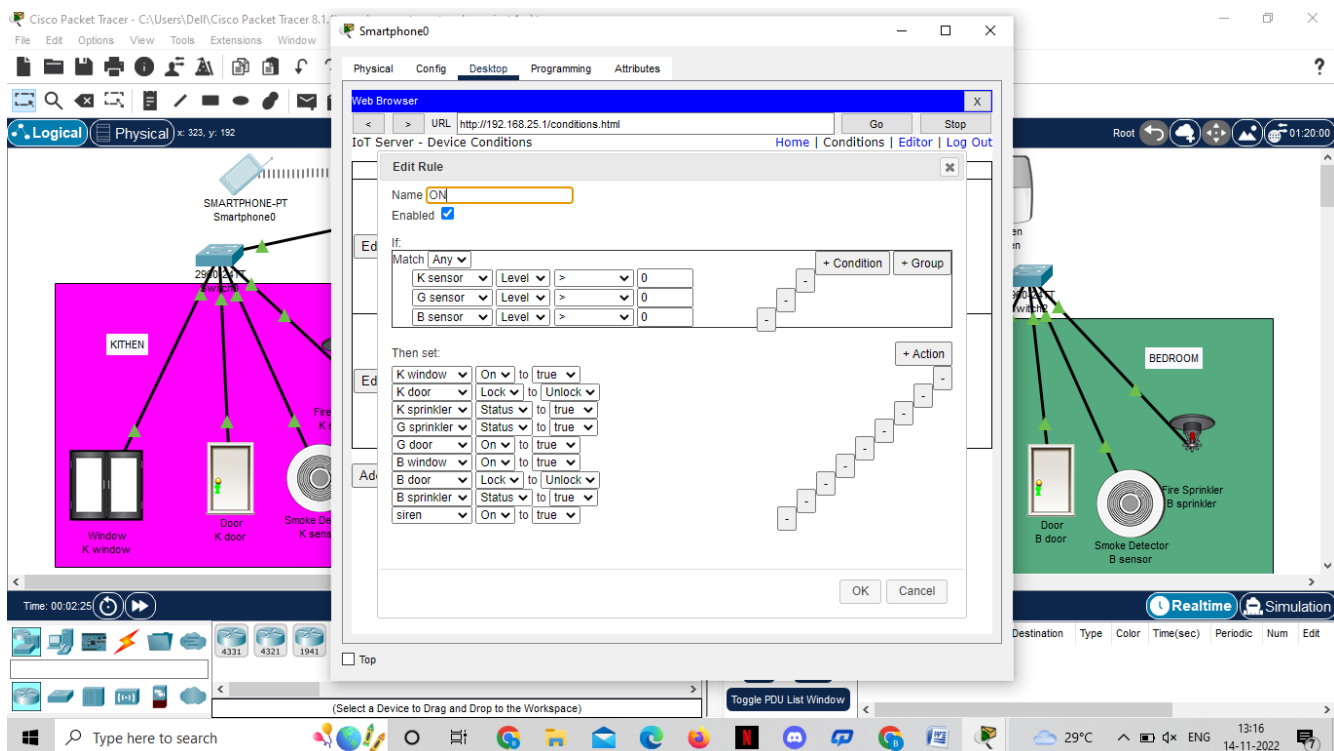 Cisco Packet Tracer - C:\Users\Dell\Cisco Packet Tracer 8.1.
File Edit Options View Tools Extensions Window
Smartphone0
Physical Config Desktop Programming Attributes
Web Browser
X
< > URL http://192.168.25.1/conditions.html Go Stop
IoT Server - Device Conditions Home | Conditions | Editor | Log Out
Logical Physical x: 323, y: 192
Root 01:20:00
Edit Rule
Name ON
Enabled
If:
Match Any
+ Condition + Group
K sensor Level > 0 -
G sensor Level > 0 -
B sensor Level > 0 -
Then set:
+ Action
K window On to true -
K door Lock to Unlock -
K sprinkler Status to true -
G sprinkler Status to true -
G door On to true -
B window On to true -
B door Lock to Unlock -
B sprinkler Status to true -
siren On to true -
OK Cancel
Ed
Ed
Ad
Top
SMARTPHONE-PT
Smartphone0
KITHEN
Fire
Window
K window
Door
K door
Smoke De
K sens
BEDROOM
Fire Sprinkler
B sprinkler
Door
B door
Smoke Detector
B sensor
Time: 00:02:25
Realtime Simulation
4331 4321 1941
(Select a Device to Drag and Drop to the Workspace)
Toggle PDU List Window
Destination Type Color Time(sec) Periodic Num Edit
Type here to search
29°C ENG 13:16
14-11-2022
7